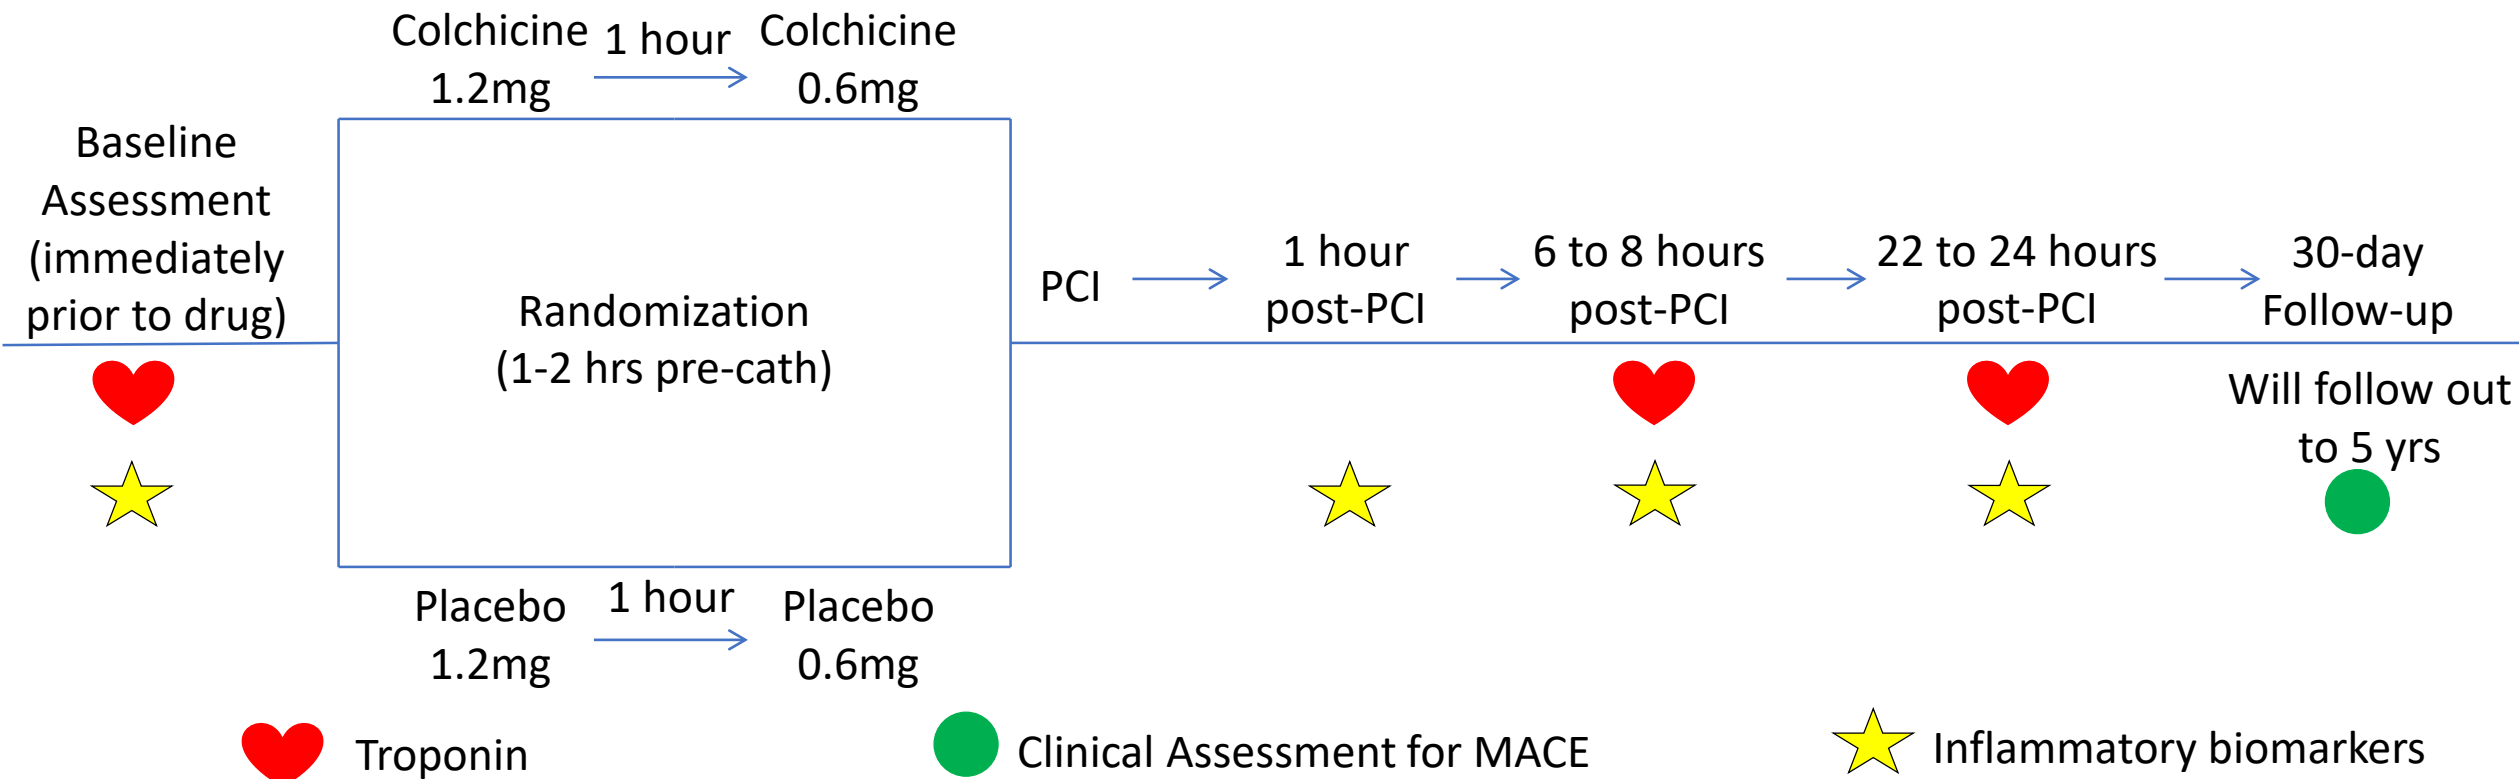 Colchicine
1.2mg
1 hour
Colchicine
0.6mg
Baseline
Assessment
(immediately
prior to drug)
Randomization
(1-2 hrs pre-cath)
Placebo
1.2mg
1 hour
Placebo
0.6mg
PCI
1 hour
post-PCI
6 to 8 hours
post-PCI
22 to 24 hours
post-PCI
30-day
Follow-up
Will follow out
to 5 yrs
Troponin
Clinical Assessment for MACE
Inflammatory biomarkers